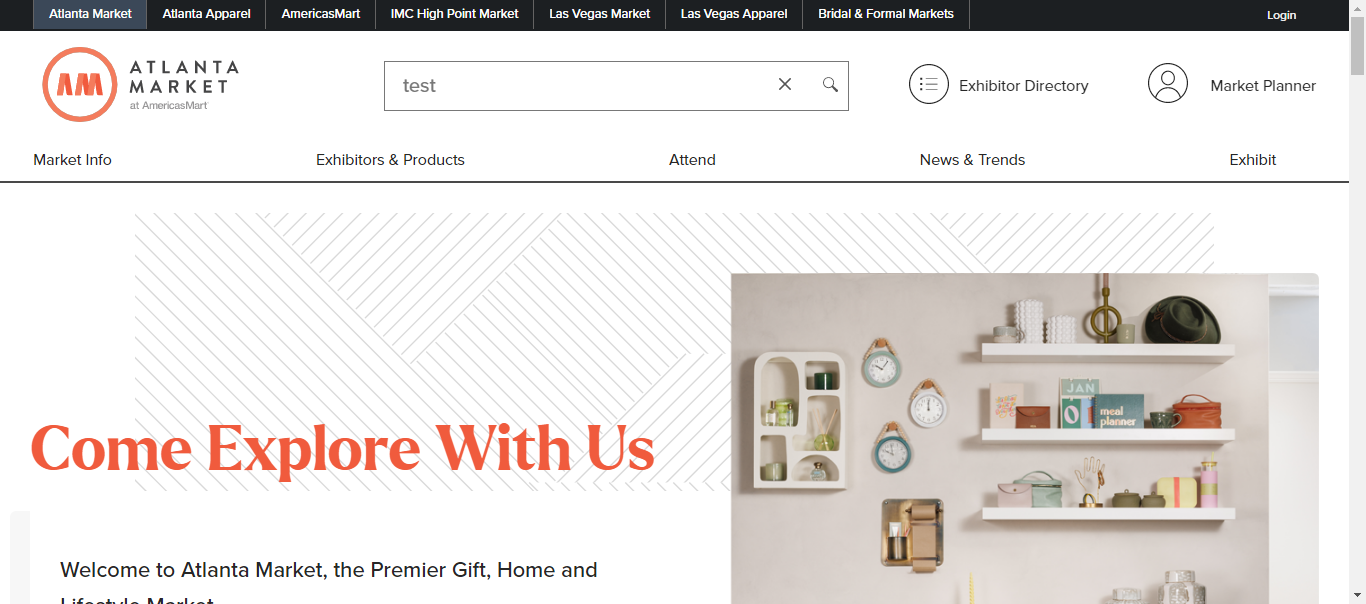 Atlanta Market
Atlanta Apparel
AmericasMart
IMC High Point Market
Las Vegas Market
Las Vegas Apparel
Bridal & Formal Markets
Login
AM
ATLANTA
MARKET
at AmericasMart
test
Exhibitor Directory
Market Planner
Market Info
Exhibitors & Products
Attend
News & Trends
Exhibit
Come Explore With Us
JAN
meal
planner
Welcome to Atlanta Market, the Premier Gift, Home and
Lifestyle Market